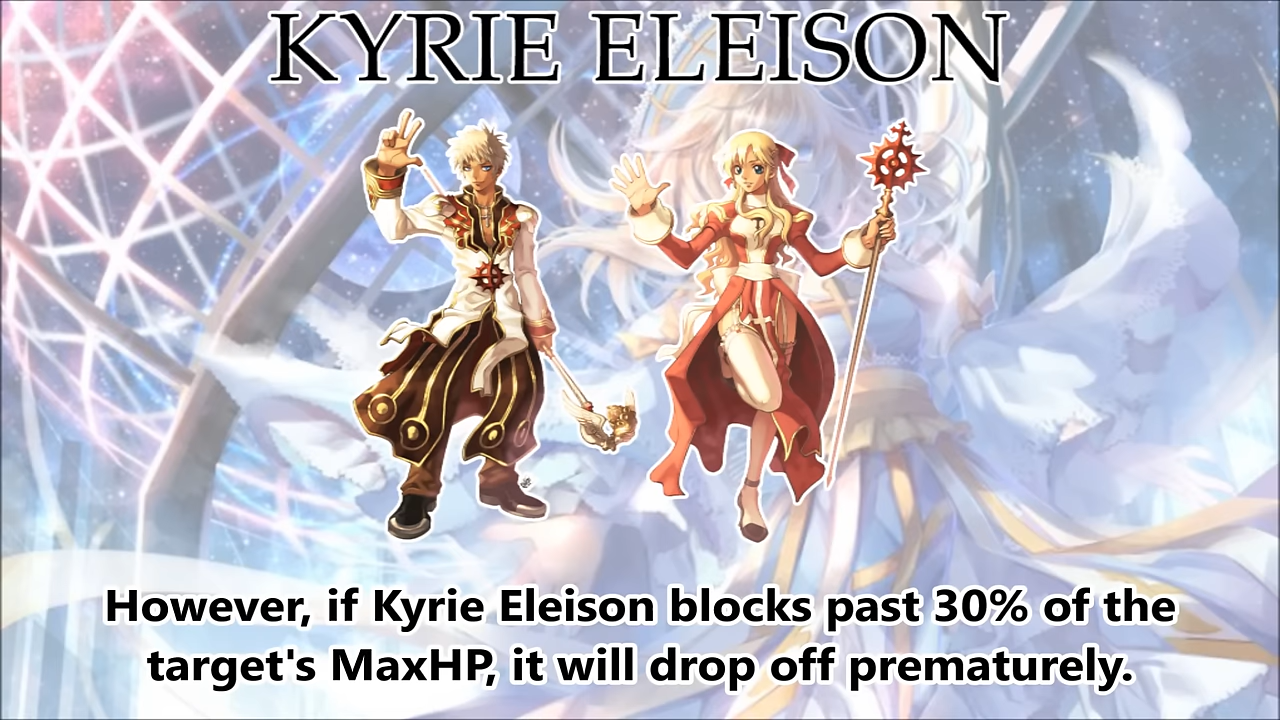 KYRIE ELEISON
However, if Kyrie Eleison blocks past 30% of the
target's MaxHP, it will drop off prematurely.